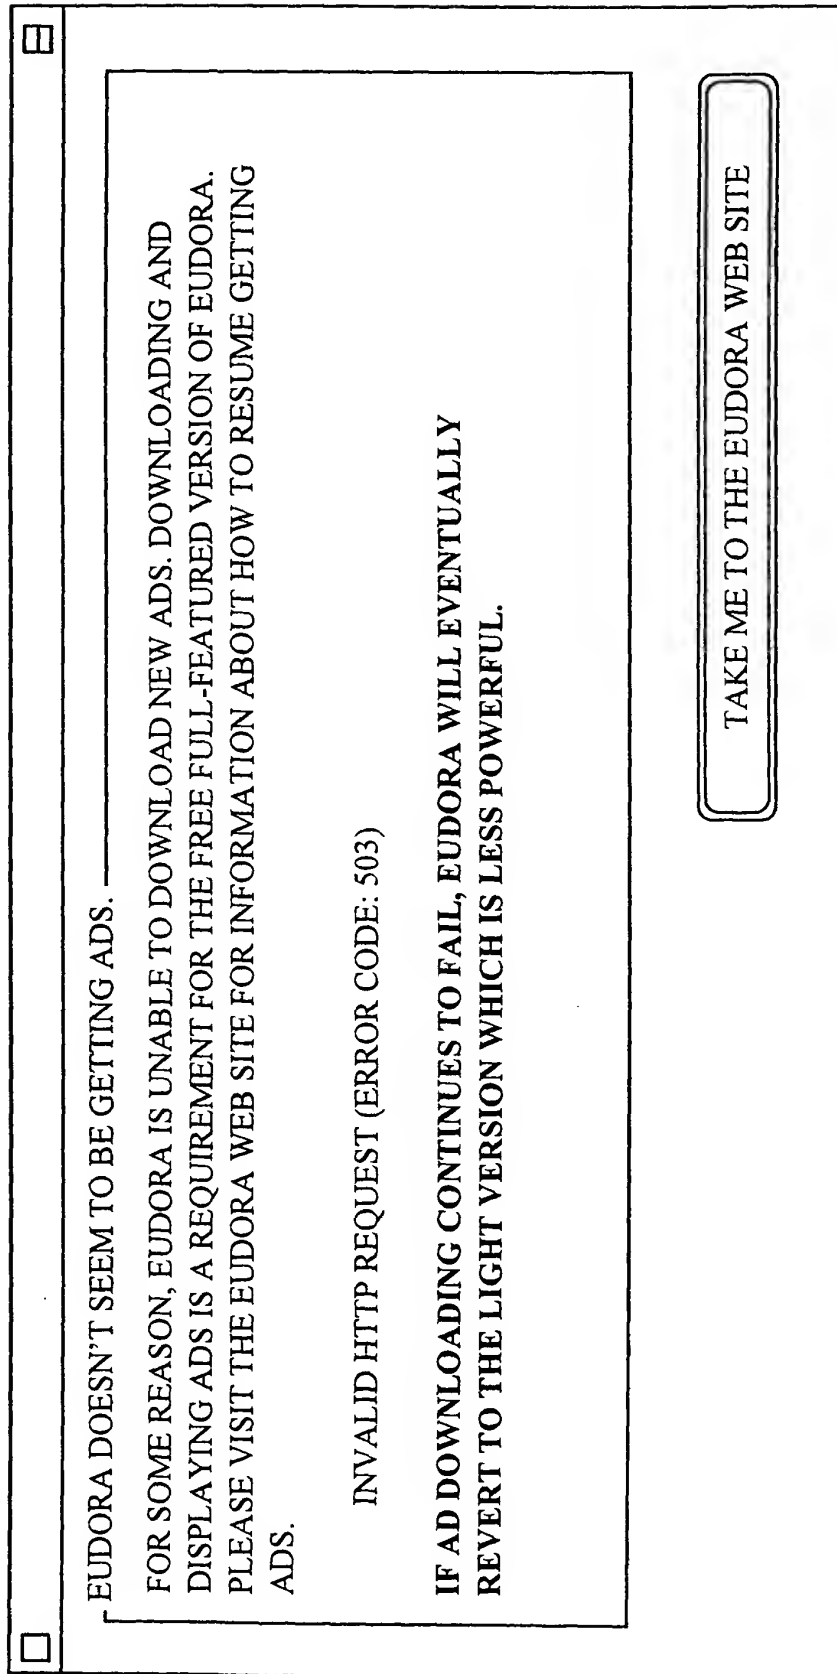 EUDORA DOESN'T SEEM TO BE GETTING ADS.
FOR SOME REASON, EUDORA IS UNABLE TO DOWNLOAD NEW ADS. DOWNLOADING AND
DISPLAYING ADS IS A REQUIREMENT FOR THE FREE FULL-FEATURED VERSION OF EUDORA.
PLEASE VISIT THE EUDORA WEB SITE FOR INFORMATION ABOUT HOW TO RESUME GETTING
ADS.
INVALID HTTP REQUEST (ERROR CODE: 503)
IF AD DOWNLOADING CONTINUES TO FAIL, EUDORA WILL EVENTUALLY
REVERT TO THE LIGHT VERSION WHICH IS LESS POWERFUL.
TAKE ME TO THE EUDORA WEB SITE